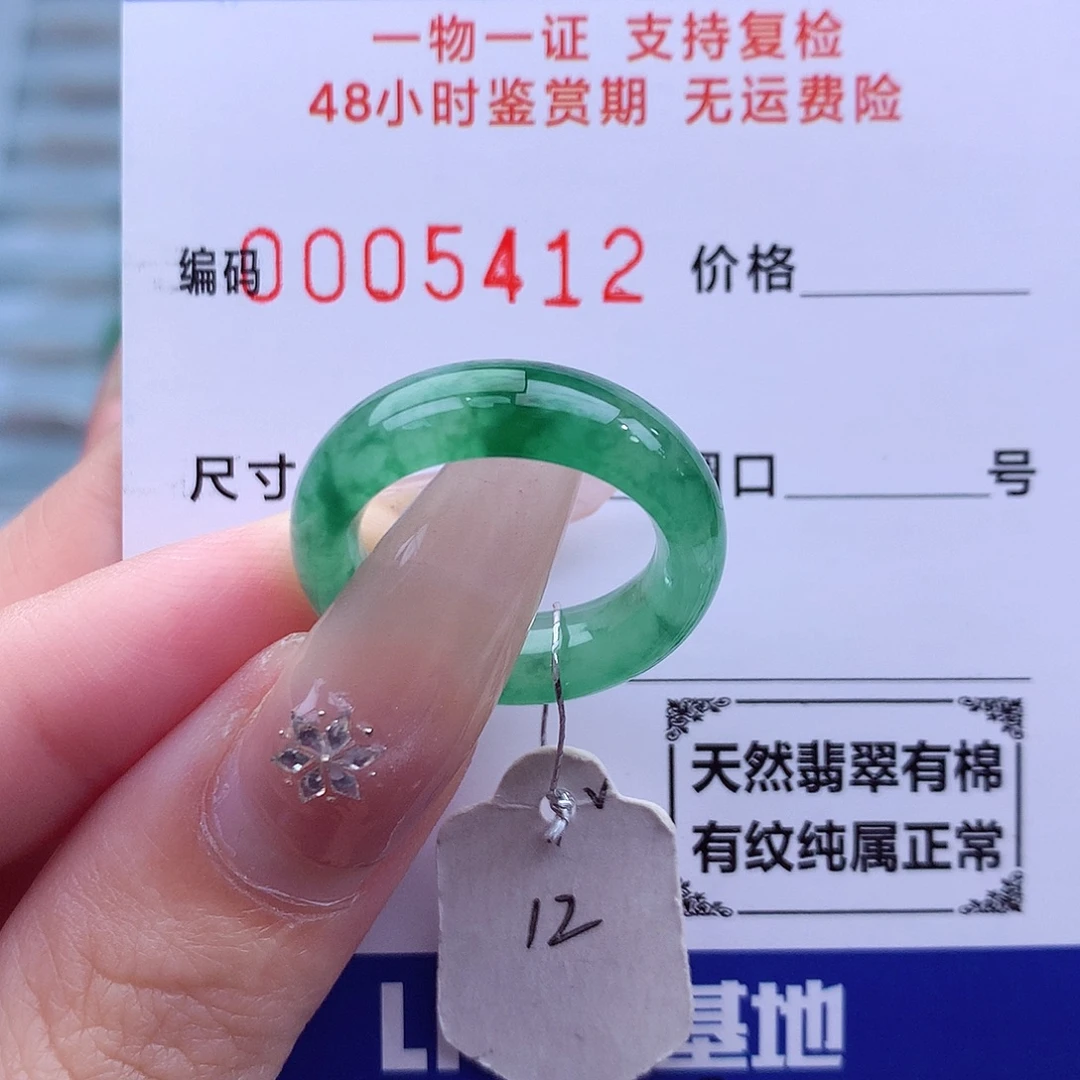 一物一证 支持复检
48小时鉴赏期 无运费险
编码0005412 价格
尺寸 口 号
天然翡翠有棉
有纹纯属正常
12
基地